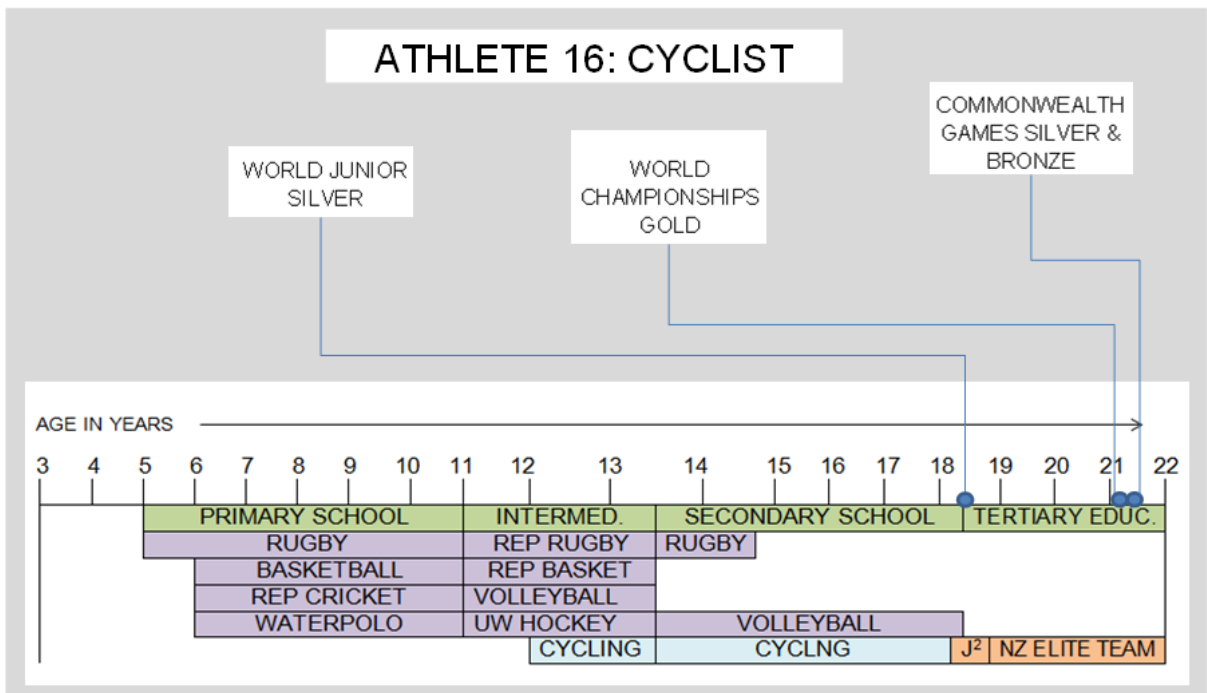 ATHLETE 16: CYCLIST
COMMONWEALTH
GAMES SILVER &
BRONZE
WORLD JUNIOR
SILVER
WORLD
CHAMPIONSHIPS
GOLD
AGE IN YEARS
3 4 5 6 7 8 9 10 11 12 13 14 15 16 17 18 19 20 21 22
PRIMARY SCHOOL INTERMED. SECONDARY SCHOOL TERTIARY EDUC.
RUGBY REP RUGBY RUGBY
BASKETBALL REP BASKET
REP CRICKET VOLLEYBALL
WATERPOLO UW HOCKEY VOLLEYBALL
CYCLING CYCLNG J² NZ ELITE TEAM